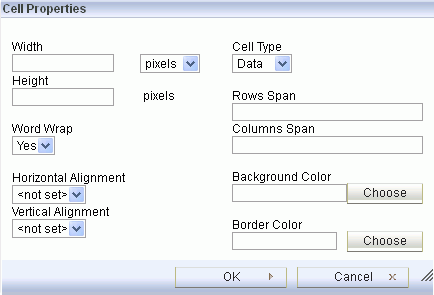 Cell Properties
Width
Cell Type
pixels
Data
Height
Rows Span
pixels
Word Wrap
Columns Span
Yes
Horizontal Alignment
Background Color
<not set>
Choose
Vertical Alignment
<not set>
Border Color
Choose
OK
Cancel